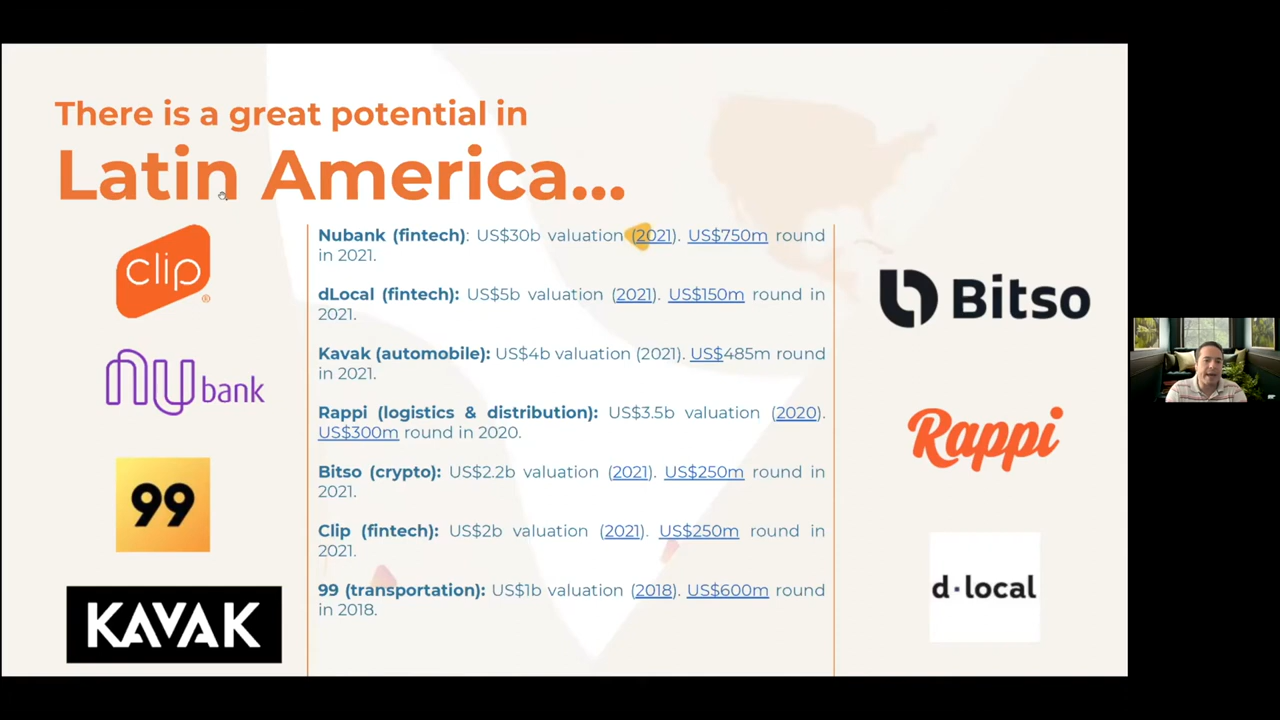 There is a great potential in
Latin America...
clip
®
nu bank
99
KAVAK
Nubank (fintech): US$30b valuation (2021). US$750m round
in 2021.
dLocal (fintech): US$5b valuation (2021). US$150m round in
2021.
Kavak (automobile): US$4b valuation (2021). US$485m round
in 2021.
Rappi (logistics & distribution): US$3.5b valuation (2020).
US$300m round in 2020.
Bitso (crypto): US$2.2b valuation (2021). US$250m round in
2021.
Clip (fintech): US$2b valuation (2021). US$250m round in
2021.
99 (transportation): US$1b valuation (2018). US$600m round
in 2018.
Bitso
Rappi
d·local